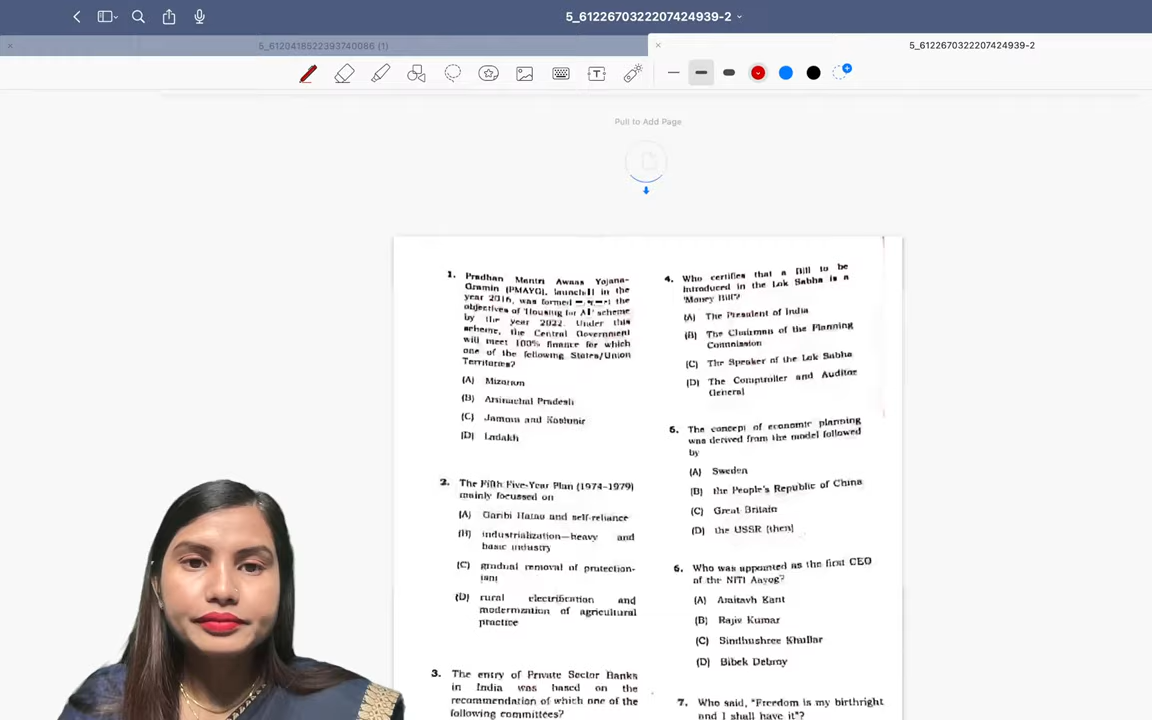 5_6122670322207424939-2
5_6120418522393740086 (1)
5_6122670322207424939-2
Pull to Add Page
1. Pradhan Mantri Awaas Yojana-
Gramin (PMAYG), launch in the
year 2016, was formed the
objectives of 'Housing for All' scheme
by the year 2022. Under this
scheme, the Central Government
will meet 100% finance for which
one of the following States/Union
Territories?
(A) Mizoram
(B) Arunachal Pradesh
(C) Jammu and Kashmir
(D) Ladakh
2. The Fifth Five-Year Plan (1974-1979)
mainly focussed on
(A) Garibi Hatao and self-reliance
(B) industrialization—heavy and
basic industry
(C) gradual removal of protection-
ism
(D) rural electrification and
modernization of agricultural
practice
3. The entry of Private Sector Banks
in India was based on the
recommendation of which one of the
following committees?
4. Who certifies that a Bill to be
introduced in the Lok Sabha is a
'Money Bill'?
(A) The President of India
(B) The Chairman of the Planning
Commission
(C) The Speaker of the Lok Sabha
(D) The Comptroller and Auditor
General
5. The concept of economic planning
was derived from the model followed
by
(A) Sweden
(B) the People's Republic of China
(C) Great Britain
(D) the USSR (then)
6. Who was appointed as the first CEO
of the NITI Aayog?
(A) Amitavh Kant
(B) Rajiv Kumar
(C) Sindhushree Khullar
(D) Bibek Debroy
7. Who said, "Freedom is my birthright
and I shall have it"?